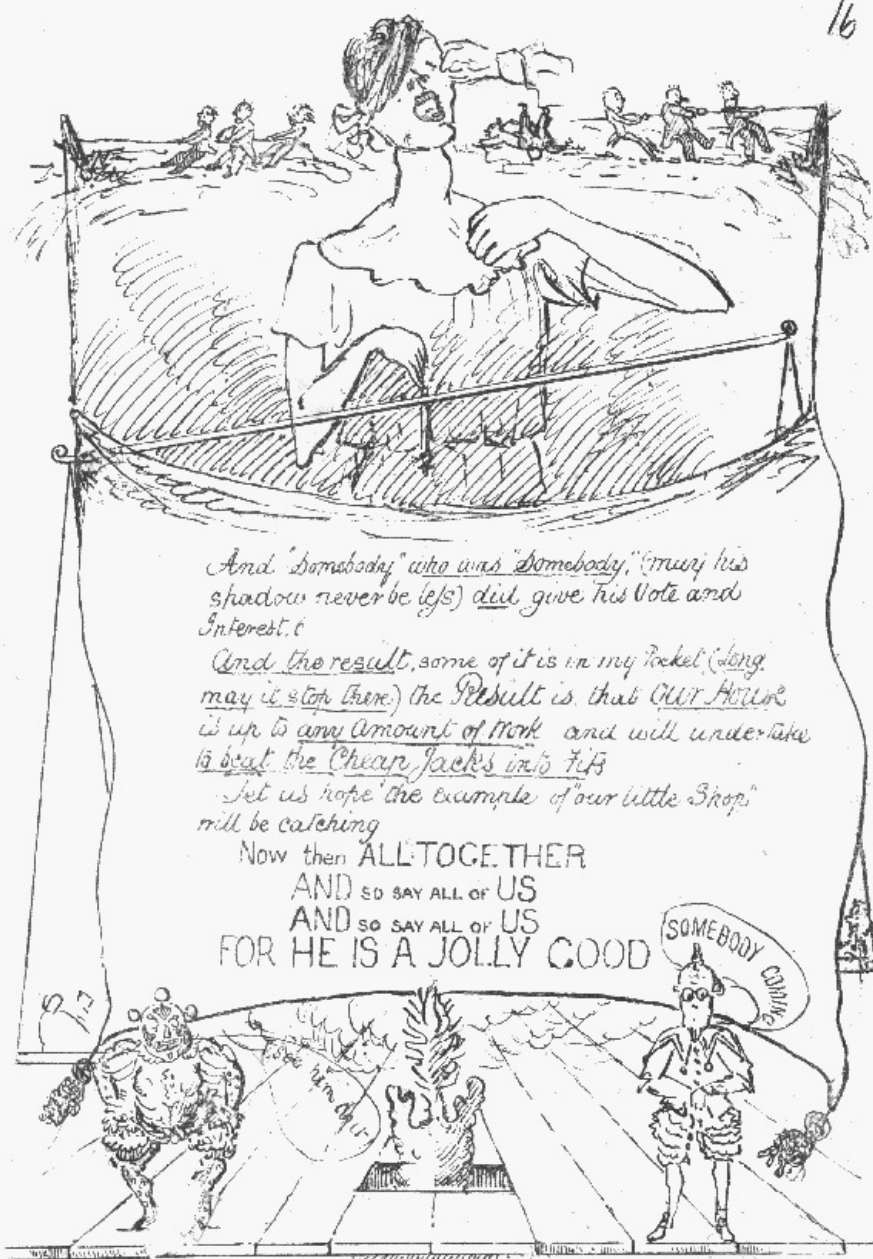 16
And "Somebody" who was "Somebody," (may his
shadow never be less) did give his Vote and
Interest.
And the result, some of it is in my Pocket (Long
may it stop there) the Result is, that Our House
is up to any Amount of Work and will undertake
to beat the Cheap Jacks into Fits
Let us hope the example of "our little Shop"
will be catching
Now then ALL TOGETHER
AND SO SAY ALL OF US
AND SO SAY ALL OF US
FOR HE IS A JOLLY GOOD
SOMEBODY COMING